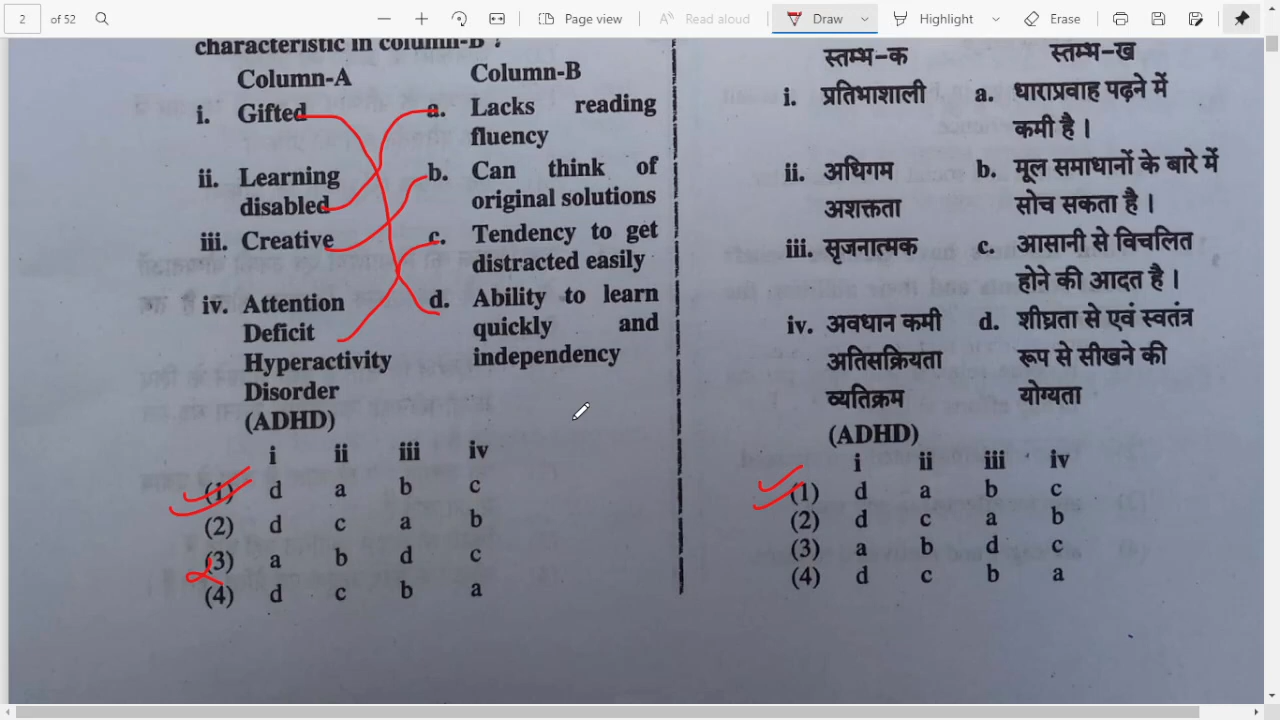 2 of 52 Page view Read aloud Draw Highlight Erase
characteristic in column-B ?
Column-A Column-B
i. Gifted a. Lacks reading
fluency
ii. Learning b. Can think of
disabled original solutions
iii. Creative c. Tendency to get
distracted easily
iv. Attention d. Ability to learn
Deficit quickly and
Hyperactivity independency
Disorder
(ADHD)
i ii iii iv
(1) d a b c
(2) d c a b
(3) a b d c
(4) d c b a
स्तम्भ-क स्तम्भ-ख
i. प्रतिभाशाली a. धाराप्रवाह पढ़ने में
कमी है ।
ii. अधिगम b. मूल समाधानों के बारे में
अशक्तता सोच सकता है ।
iii. सृजनात्मक c. आसानी से विचलित
होने की आदत है ।
iv. अवधान कमी d. शीघ्रता से एवं स्वतंत्र
अतिसक्रियता रूप से सीखने की
व्यतिक्रम योग्यता
(ADHD)
i ii iii iv
(1) d a b c
(2) d c a b
(3) a b d c
(4) d c b a